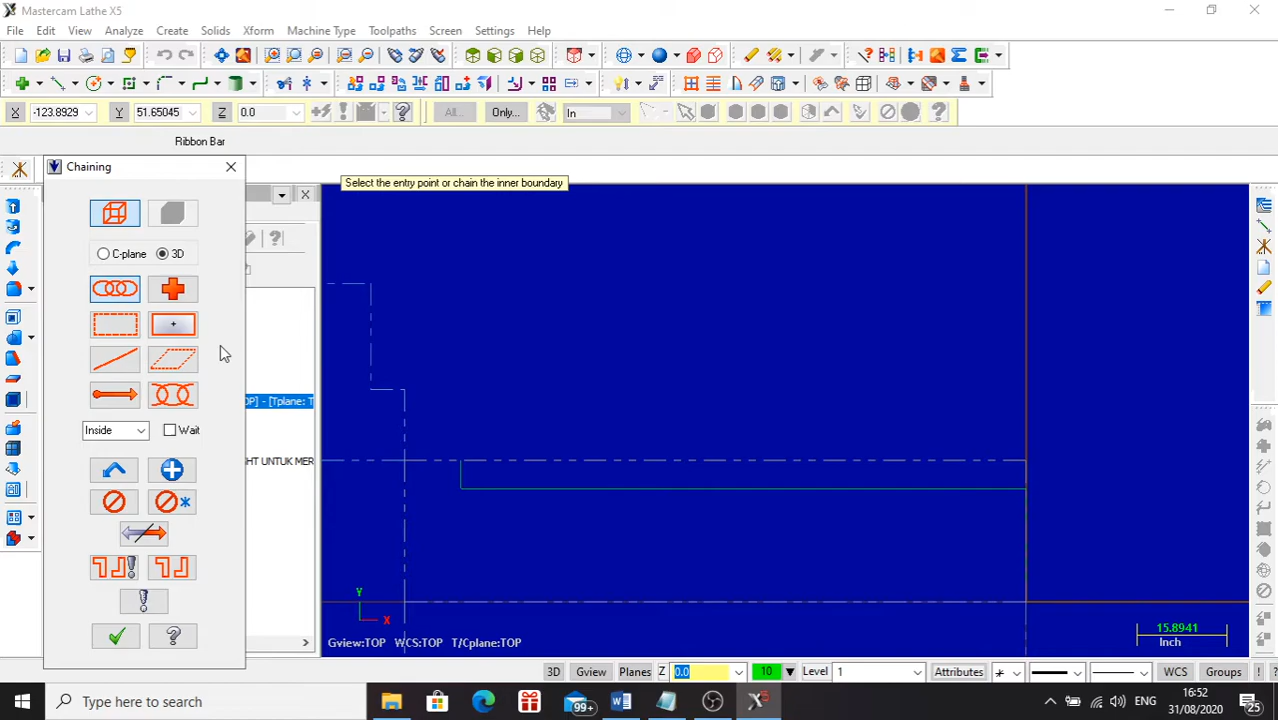 Mastercam Lathe X5
File Edit View Analyze Create Solids Xform Machine Type Toolpaths Screen Settings Help
X -123.8929 Y 51.65045 Z 0.0 All... Only... In
Ribbon Bar
Chaining
Select the entry point or chain the inner boundary
C-plane 3D
OP] - [Tplane: T
Inside Wait
HT UNTUK MER
Y
X
Gview:TOP WCS:TOP T/Cplane:TOP
15.8941
Inch
3D Gview Planes Z 0.0 10 Level 1 Attributes WCS Groups
Type here to search
99+
ENG
16:52
31/08/2020
25